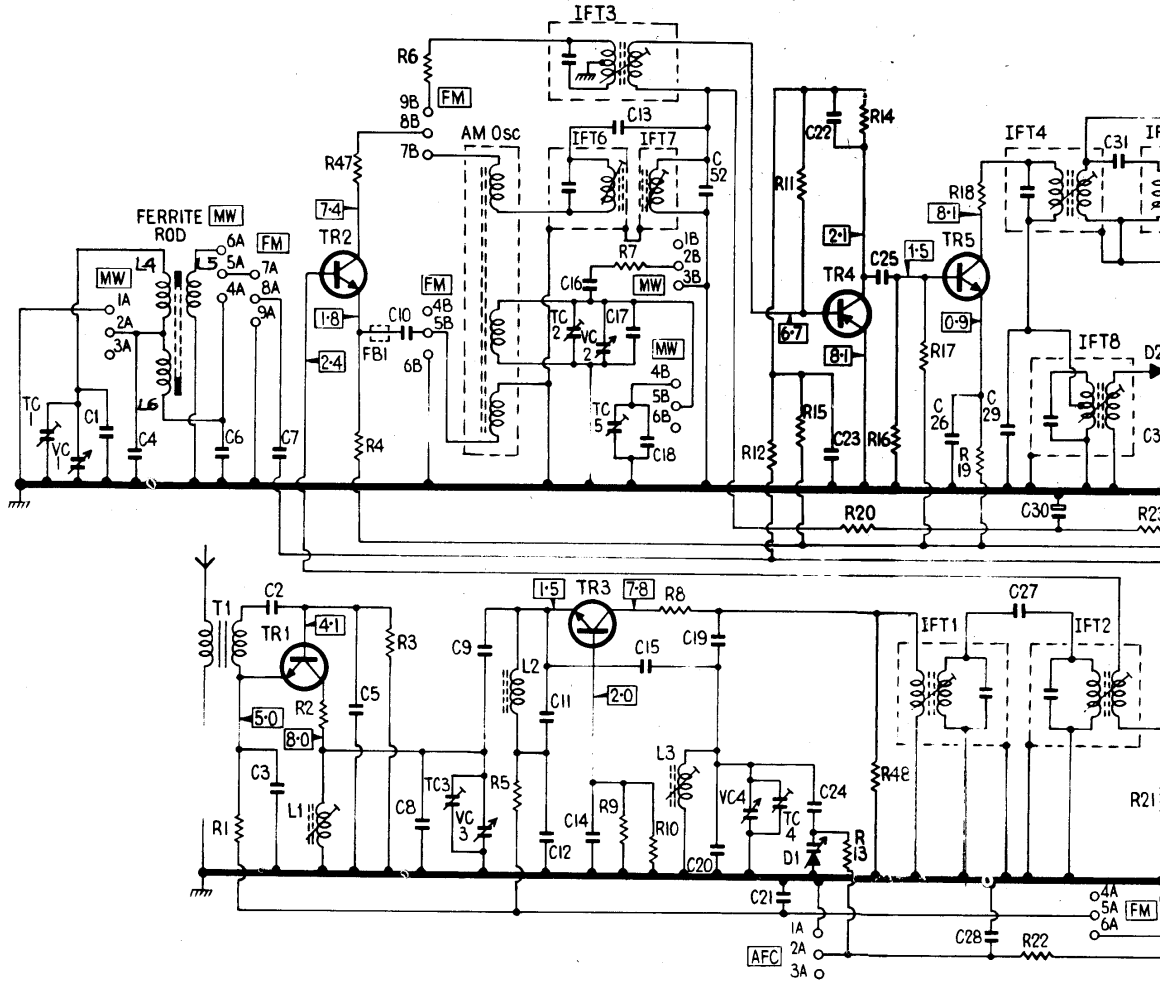 IFT3
R6
FM
9B
8B
7B
AM Osc
C13
IFT6
IFT7
C
52
C22
R14
IFT4
C31
IF
R47
R11
R18
7·4
TR2
FERRITE
ROD
MW
L4
L5
6A
5A
4A
FM
7A
8A
9A
MW
1A
2A
3A
L6
1·8
2·4
FB1
C10
FM
4B
5B
6B
R7
C16
1B
2B
3B
MW
TC
2
VC
2
C17
MW
4B
5B
6B
TC
5
C18
2·1
TR4
6·7
8·1
C25
1·5
8·1
TR5
0·9
R17
IFT8
D2
TC
1
VC
1
C1
C4
C6
C7
R4
R12
R15
C23
R16
C
26
R
19
C
29
C3
C30
R20
R23
T1
C2
TR1
4·1
R3
5·0
R2
8·0
C5
C3
L1
R1
C8
TC3
VC
3
C9
R5
L2
1·5
TR3
7·8
R8
C15
C19
2·0
C11
C12
C14
R9
R10
L3
C20
VC4
TC
4
C24
D1
R
13
R48
IFT1
C27
IFT2
R21
C21
AFC
1A
2A
3A
C28
R22
4A
5A
6A
FM